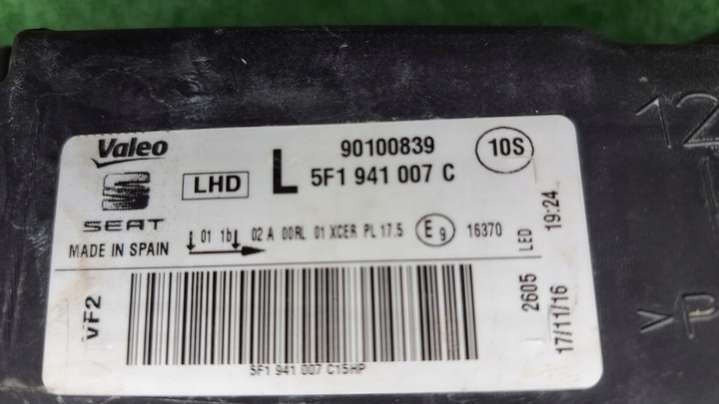 Valeo
SEAT
MADE IN SPAIN
LHD
L
90100839
5F1 941 007 C
10S
01 1b 02 A 00RL 01 XCER PL 17.5 E9 16370
LED
19:24
2605
17/11/16
VF2
5F1 941 007 C15HP
12
>P